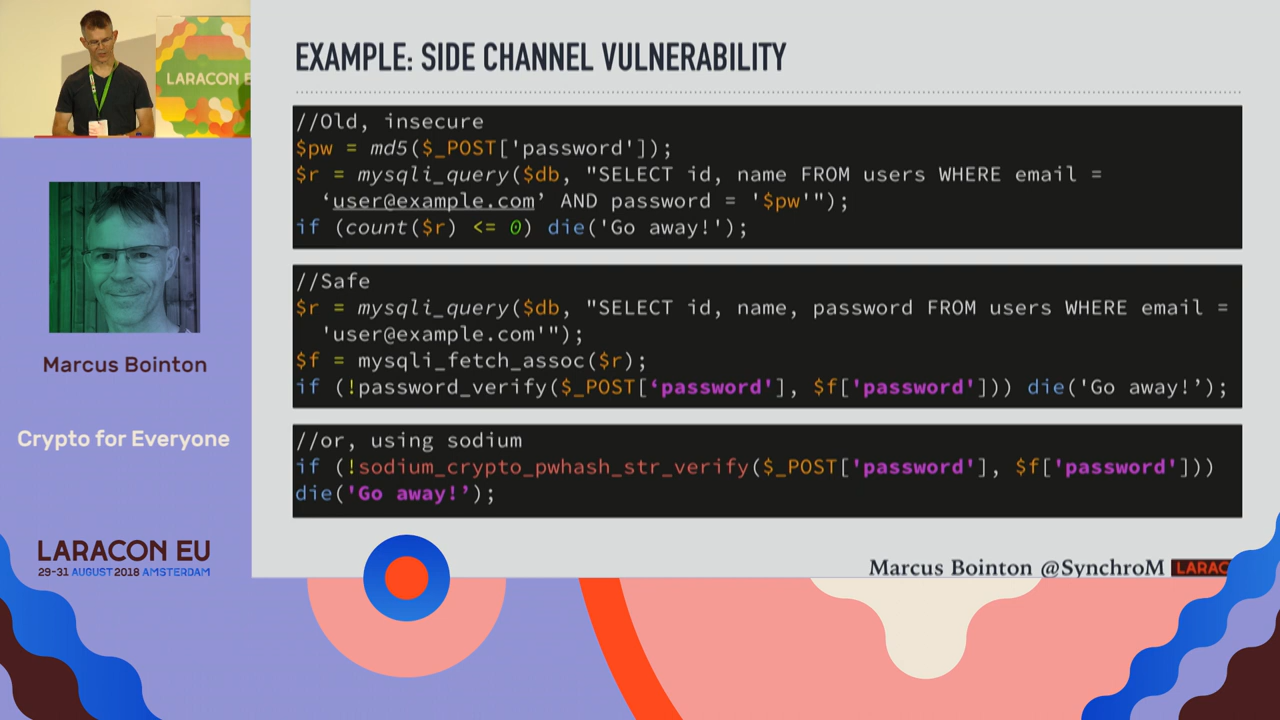 LARACON E
EXAMPLE: SIDE CHANNEL VULNERABILITY
//Old, insecure
$pw = md5($_POST['password']);
$r = mysqli_query($db, "SELECT id, name FROM users WHERE email =
‘user@example.com’ AND password = '$pw'");
if (count($r) <= 0) die('Go away!');
//Safe
$r = mysqli_query($db, "SELECT id, name, password FROM users WHERE email =
'user@example.com'");
$f = mysqli_fetch_assoc($r);
if (!password_verify($_POST[‘password'], $f['password'])) die('Go away!’);
//or, using sodium
if (!sodium_crypto_pwhash_str_verify($_POST['password'], $f['password']))
die('Go away!’);
Marcus Bointon @SynchroM LARAC
Marcus Bointon
Crypto for Everyone
LARACON EU
29-31 AUGUST 2018 AMSTERDAM